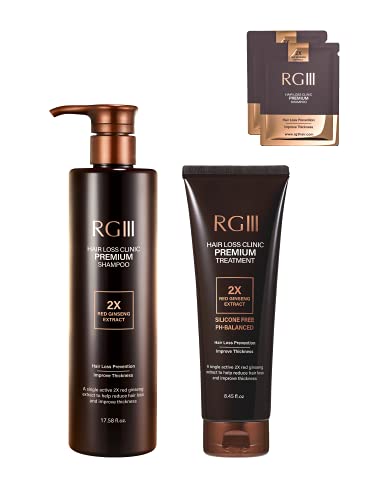 2X
RGIII
HAIR LOSS CLINIC
PREMIUM
SHAMPOO
Hair Loss Prevention
Improve Thickness
www.rg3hair.com
RGIII
HAIR LOSS CLINIC
PREMIUM
SHAMPOO
2X
RED GINSENG
EXTRACT
Hair Loss Prevention
Improve Thickness
A single active 2X red ginseng
extract to help reduce hair loss
and improve thickness
17.58 fl.oz.
RGIII
HAIR LOSS CLINIC
PREMIUM
TREATMENT
2X
RED GINSENG
EXTRACT
SILICONE FREE
PH-BALANCED
Hair Loss Prevention
Improve Thickness
A single active 2X red ginseng
extract to help reduce hair loss
and improve thickness
8.45 fl.oz.